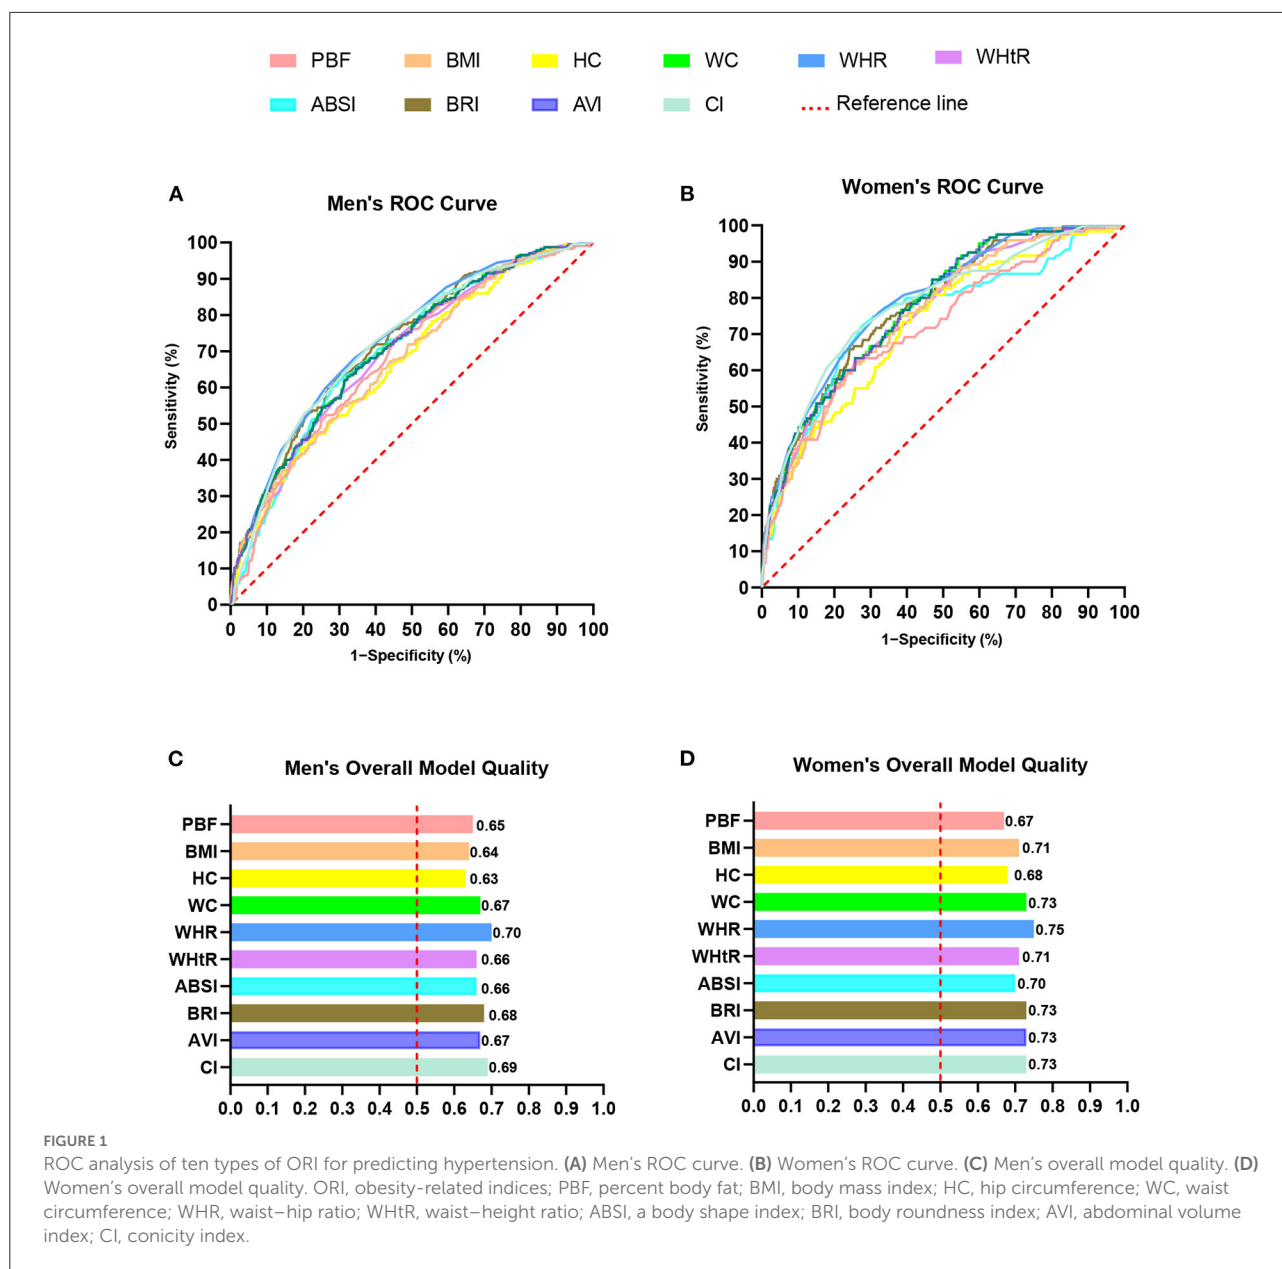 PBF BMI HC WC WHR WHtR
ABSI BRI AVI CI Reference line
A Men's ROC Curve
Sensitivity (%)
100
90
80
70
60
50
40
30
20
10
0
0 10 20 30 40 50 60 70 80 90 100
1−Specificity (%)
B Women's ROC Curve
Sensitivity (%)
100
90
80
70
60
50
40
30
20
10
0
0 10 20 30 40 50 60 70 80 90 100
1−Specificity (%)
C Men's Overall Model Quality
PBF 0.65
BMI 0.64
HC 0.63
WC 0.67
WHR 0.70
WHtR 0.66
ABSI 0.66
BRI 0.68
AVI 0.67
CI 0.69
0.0 0.1 0.2 0.3 0.4 0.5 0.6 0.7 0.8 0.9 1.0
D Women's Overall Model Quality
PBF 0.67
BMI 0.71
HC 0.68
WC 0.73
WHR 0.75
WHtR 0.71
ABSI 0.70
BRI 0.73
AVI 0.73
CI 0.73
0.0 0.1 0.2 0.3 0.4 0.5 0.6 0.7 0.8 0.9 1.0
FIGURE 1
ROC analysis of ten types of ORI for predicting hypertension. (A) Men's ROC curve. (B) Women's ROC curve. (C) Men's overall model quality. (D)
Women's overall model quality. ORI, obesity-related indices; PBF, percent body fat; BMI, body mass index; HC, hip circumference; WC, waist
circumference; WHR, waist–hip ratio; WHtR, waist–height ratio; ABSI, a body shape index; BRI, body roundness index; AVI, abdominal volume
index; CI, conicity index.